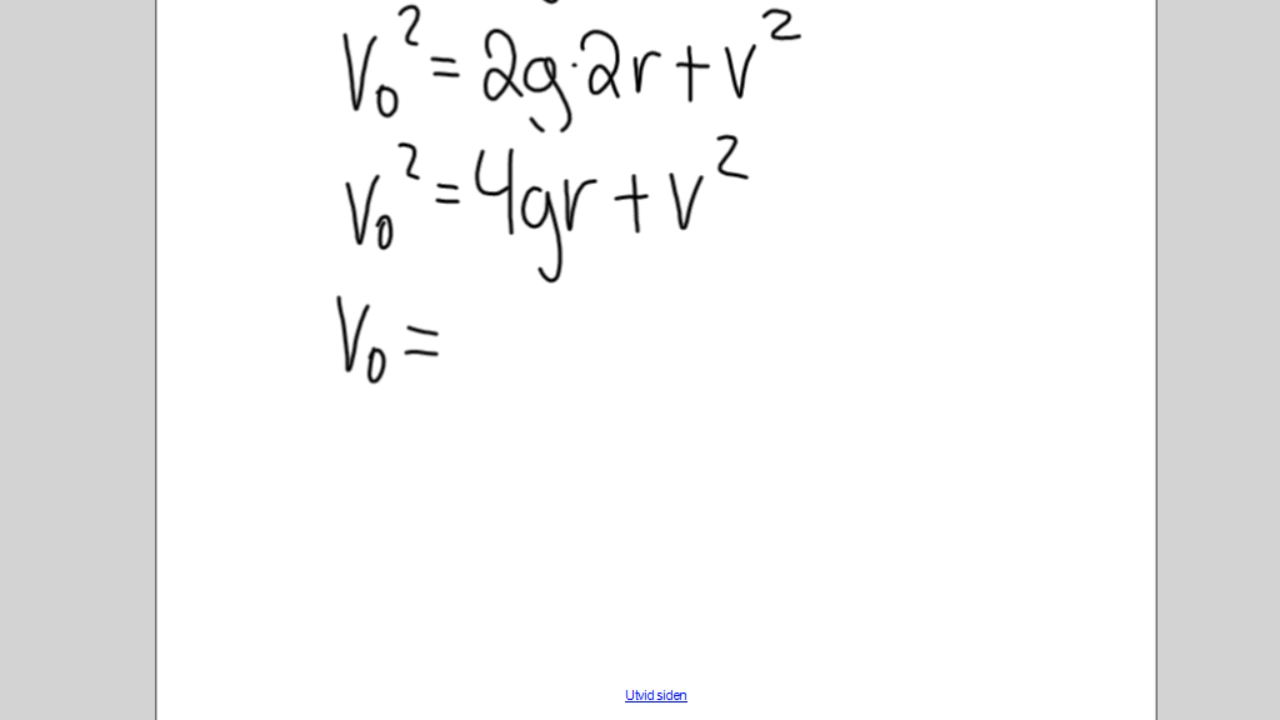 V₀² = 2g·2r + v²
V₀² = 4gr + v²
V₀ =
Utvid siden